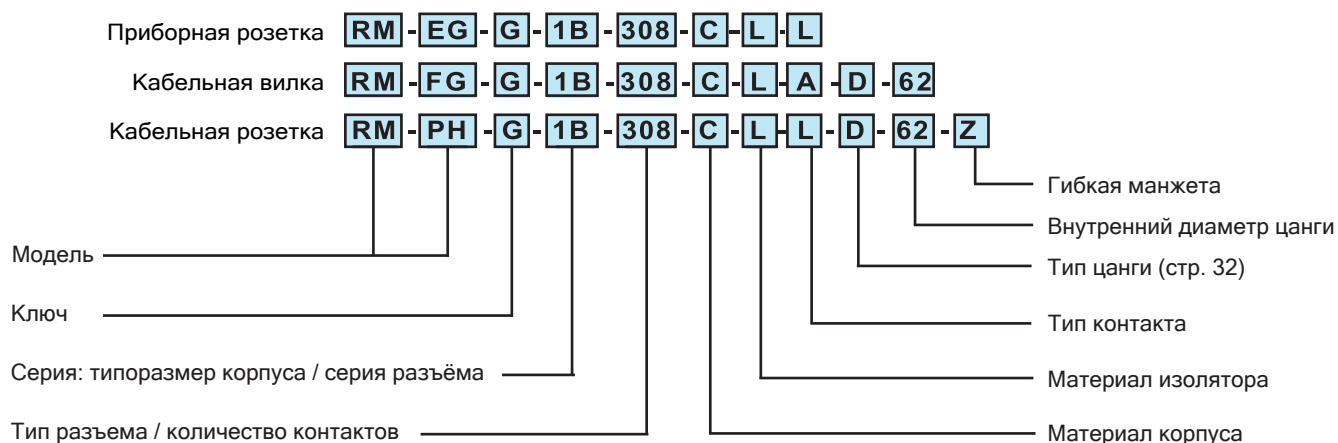 Приборная розетка RM-EG-G-1B-308-C-L-L
Кабельная вилка RM-FG-G-1B-308-C-L-A-D-62
Кабельная розетка RM-PH-G-1B-308-C-L-L-D-62-Z
Гибкая манжета
Внутренний диаметр цанги
Модель
Тип цанги (стр. 32)
Ключ
Тип контакта
Серия: типоразмер корпуса / серия разъёма
Материал изолятора
Тип разъема / количество контактов
Материал корпуса